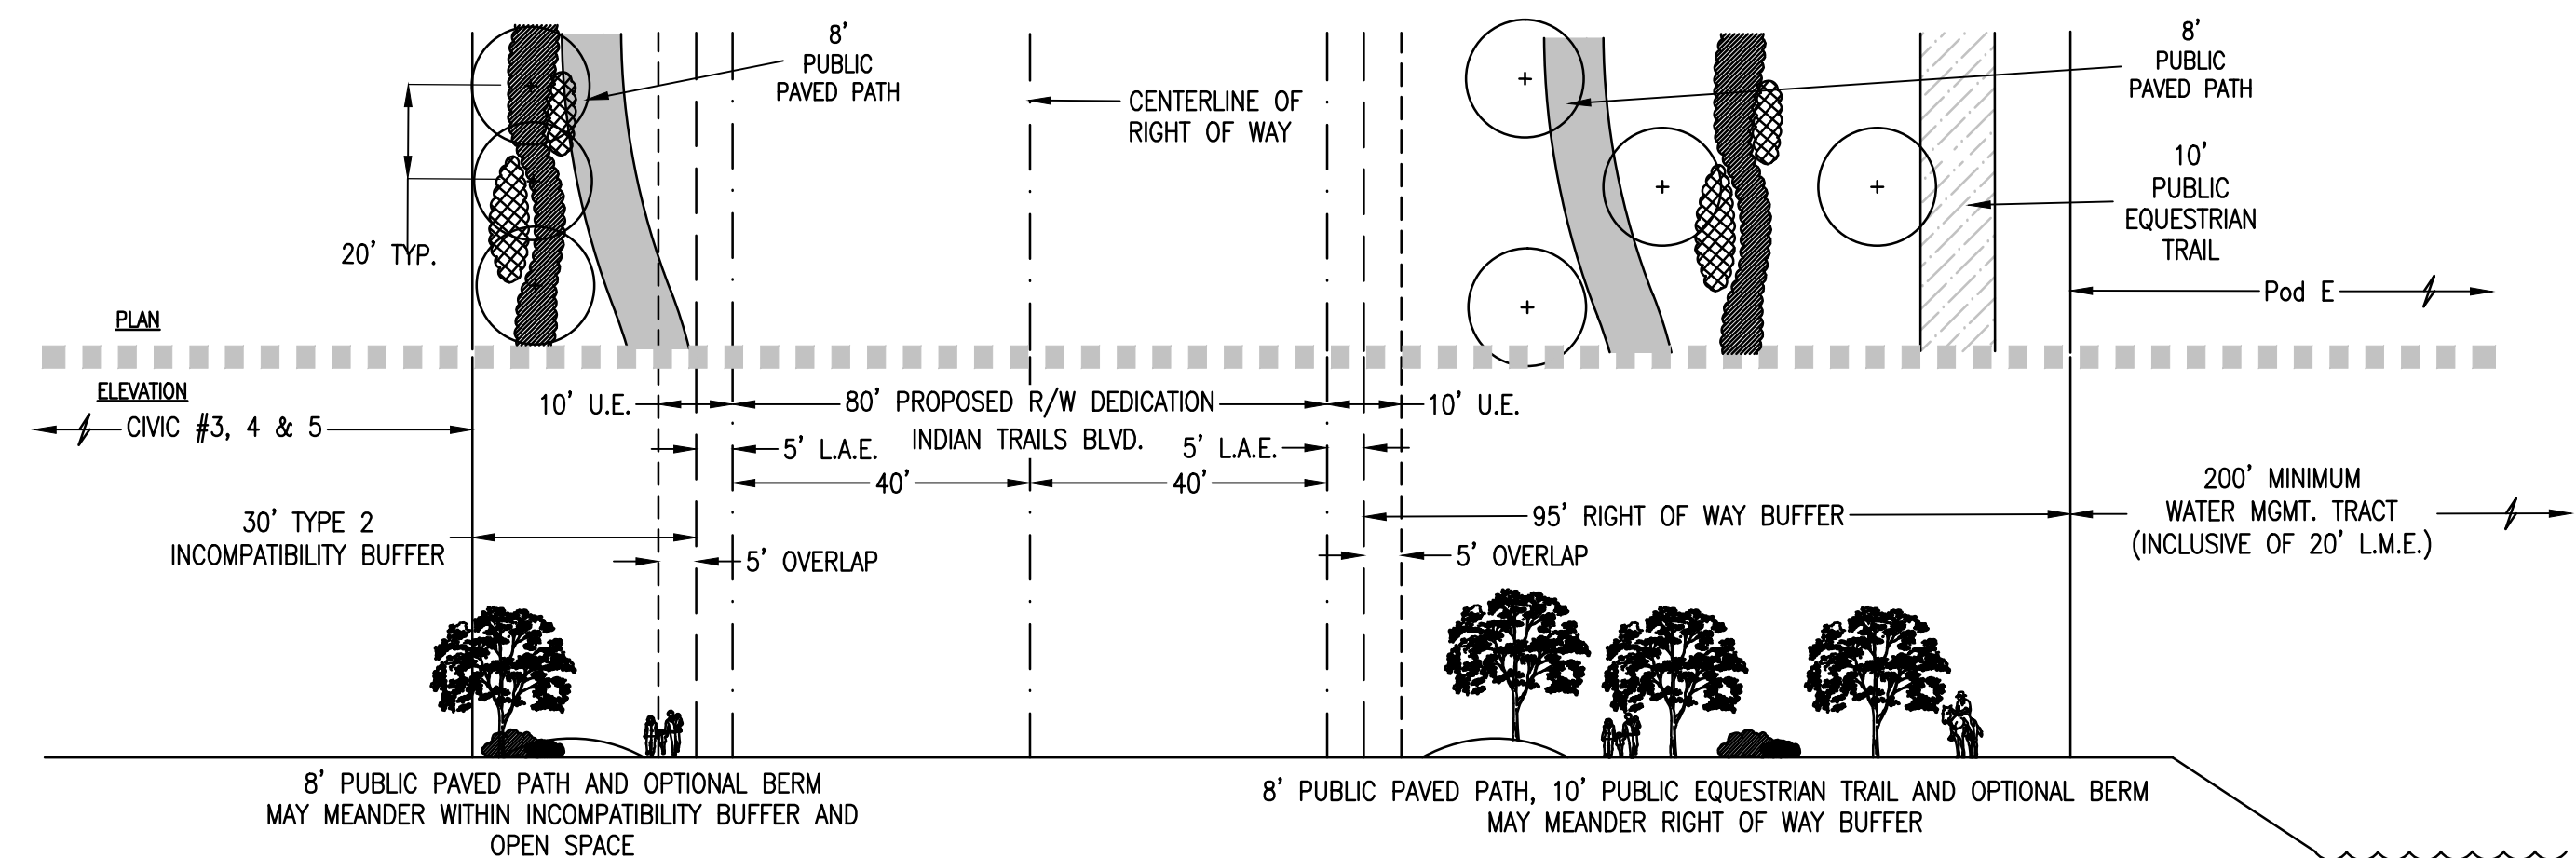 8'
PUBLIC
PAVED PATH
CENTERLINE OF
RIGHT OF WAY
8'
PUBLIC
PAVED PATH
10'
PUBLIC
EQUESTRIAN
TRAIL
20' TYP.
Pod E
PLAN
ELEVATION
CIVIC #3, 4 & 5
10' U.E.
80' PROPOSED R/W DEDICATION
INDIAN TRAILS BLVD.
10' U.E.
5' L.A.E.
5' L.A.E.
40'
40'
30' TYPE 2
INCOMPATIBILITY BUFFER
5' OVERLAP
95' RIGHT OF WAY BUFFER
5' OVERLAP
200' MINIMUM
WATER MGMT. TRACT
(INCLUSIVE OF 20' L.M.E.)
8' PUBLIC PAVED PATH AND OPTIONAL BERM
MAY MEANDER WITHIN INCOMPATIBILITY BUFFER AND
OPEN SPACE
8' PUBLIC PAVED PATH, 10' PUBLIC EQUESTRIAN TRAIL AND OPTIONAL BERM
MAY MEANDER RIGHT OF WAY BUFFER